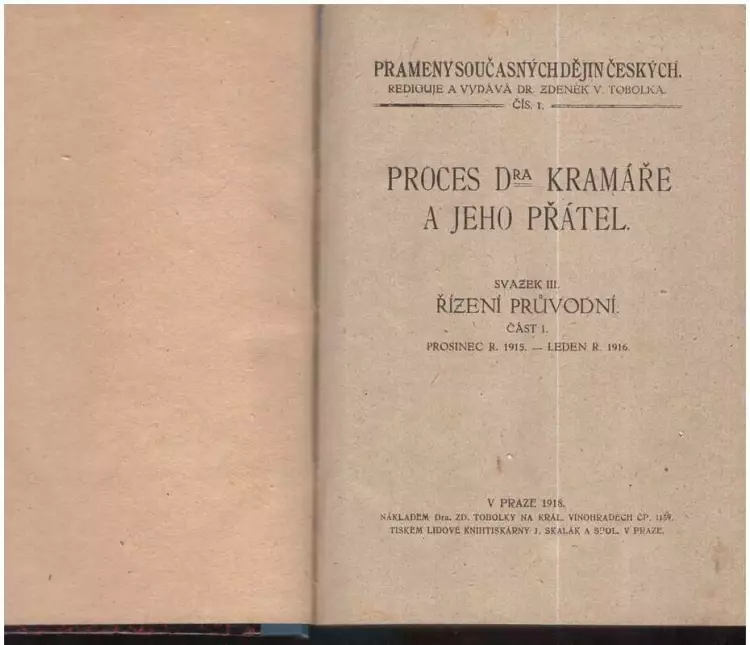 PRAMENY SOUČASNÝCH DĚJIN ČESKÝCH.
REDIGUJE A VYDÁVÁ DR. ZDENĚK V. TOBOLKA.
ČÍS. 1.
PROCES DRA KRAMÁŘE
A JEHO PŘÁTEL.
SVAZEK III.
ŘÍZENÍ PRŮVODNÍ.
ČÁST I.
PROSINEC R. 1915. — LEDEN R. 1916.
V PRAZE 1918.
NÁKLADEM Dra. ZD. TOBOLKY NA KRÁL. VINOHRADECH ČP.
TISKEM LIDOVÉ KNIHTISKÁRNY J. SKALÁK A SPOL. V PRAZE.